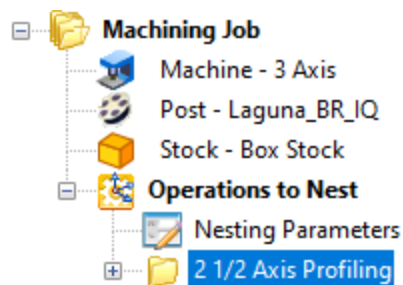 Machining Job
Machine - 3 Axis
Post - Laguna_BR_IQ
Stock - Box Stock
Operations to Nest
Nesting Parameters
2 1/2 Axis Profiling